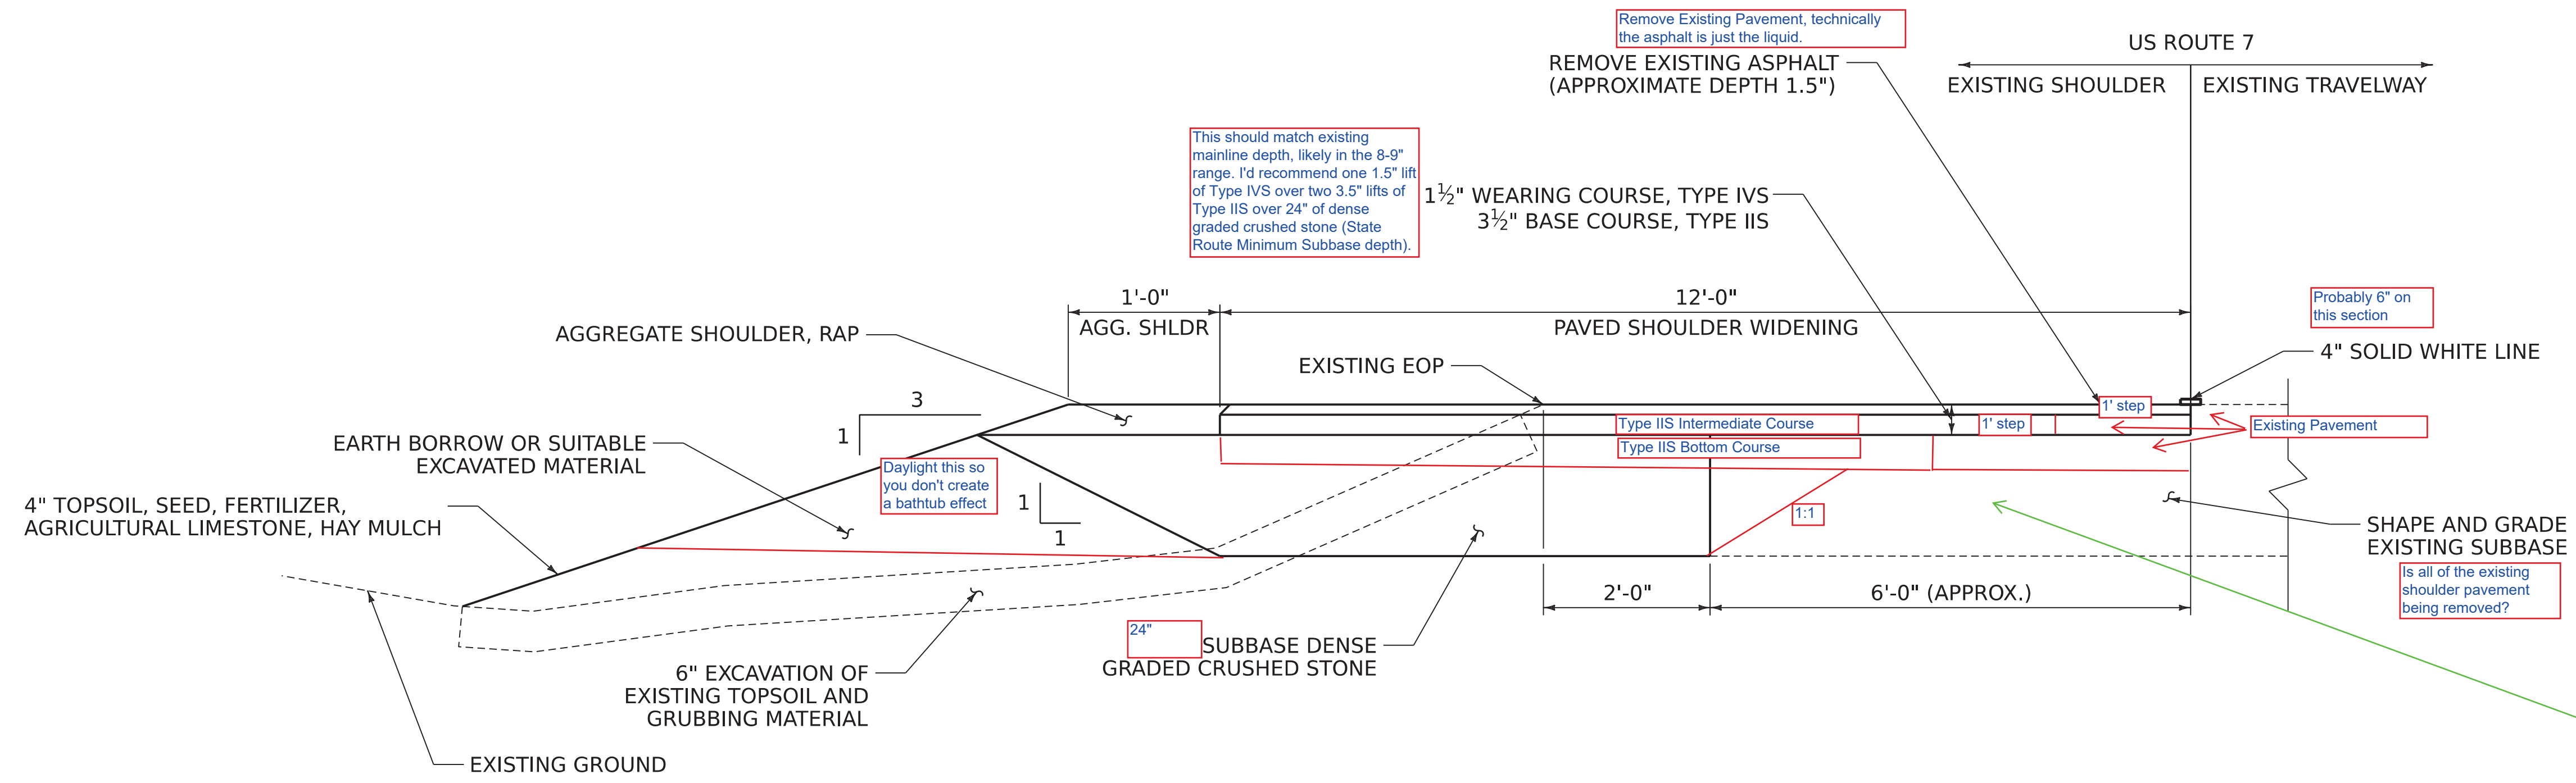 Remove Existing Pavement, technically
the asphalt is just the liquid.
US ROUTE 7
REMOVE EXISTING ASPHALT
(APPROXIMATE DEPTH 1.5")
EXISTING SHOULDER
EXISTING TRAVELWAY
This should match existing
mainline depth, likely in the 8-9"
range. I'd recommend one 1.5" lift
of Type IVS over two 3.5" lifts of
Type IIS over 24" of dense
graded crushed stone (State
Route Minimum Subbase depth).
1½" WEARING COURSE, TYPE IVS
3½" BASE COURSE, TYPE IIS
1'-0"
12'-0"
Probably 6" on
this section
AGGREGATE SHOULDER, RAP
AGG. SHLDR
PAVED SHOULDER WIDENING
EXISTING EOP
4" SOLID WHITE LINE
3
1
1' step
Type IIS Intermediate Course
1' step
Existing Pavement
EARTH BORROW OR SUITABLE
EXCAVATED MATERIAL
Type IIS Bottom Course
Daylight this so
you don't create
a bathtub effect
4" TOPSOIL, SEED, FERTILIZER,
AGRICULTURAL LIMESTONE, HAY MULCH
1
1
1:1
SHAPE AND GRADE
EXISTING SUBBASE
Is all of the existing
shoulder pavement
being removed?
2'-0"
6'-0" (APPROX.)
24"
SUBBASE DENSE
GRADED CRUSHED STONE
6" EXCAVATION OF
EXISTING TOPSOIL AND
GRUBBING MATERIAL
EXISTING GROUND